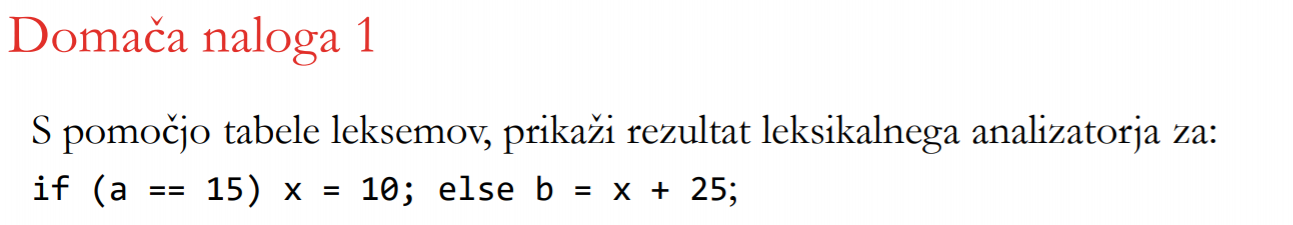 Domača naloga 1
S pomočjo tabele leksemov, prikaži rezultat leksikalnega analizatorja za:
if (a == 15) x = 10; else b = x + 25;